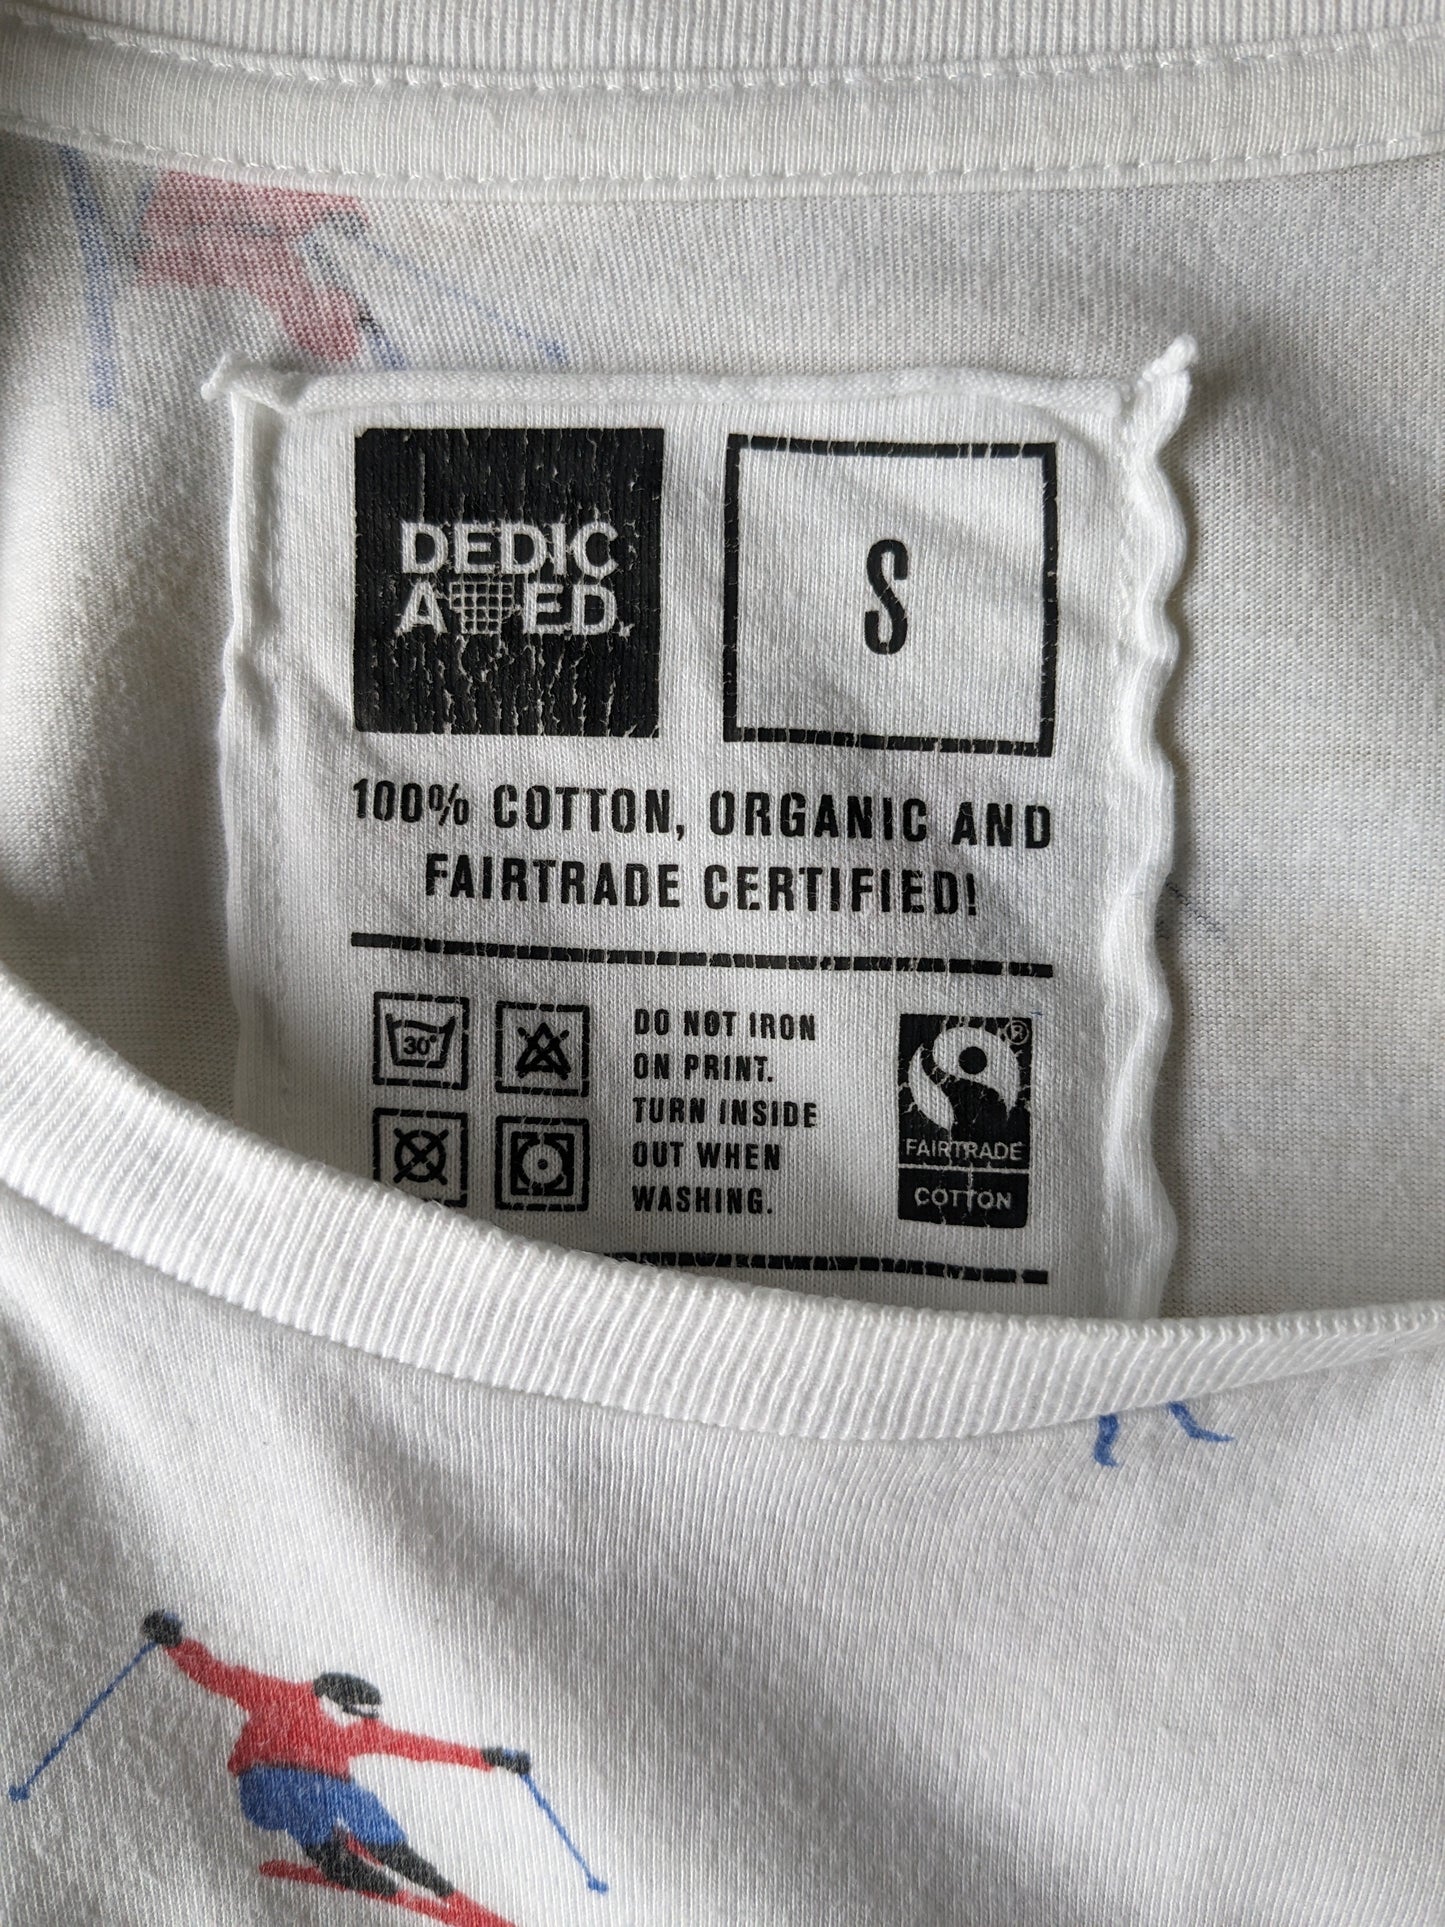 DEDIC
ATED.
S
100% COTTON, ORGANIC AND
FAIRTRADE CERTIFIED!
30°
DO NOT IRON
ON PRINT.
TURN INSIDE
OUT WHEN
WASHING.
®
FAIRTRADE
COTTON